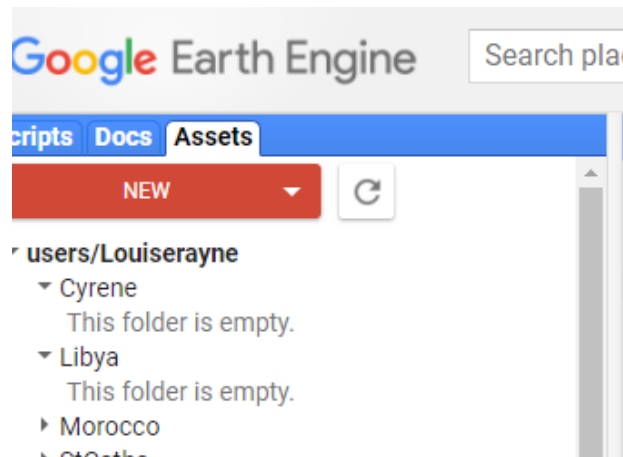 Google Earth Engine
Search pla
cripts Docs Assets
NEW
users/Louiserayne
Cyrene
This folder is empty.
Libya
This folder is empty.
Morocco